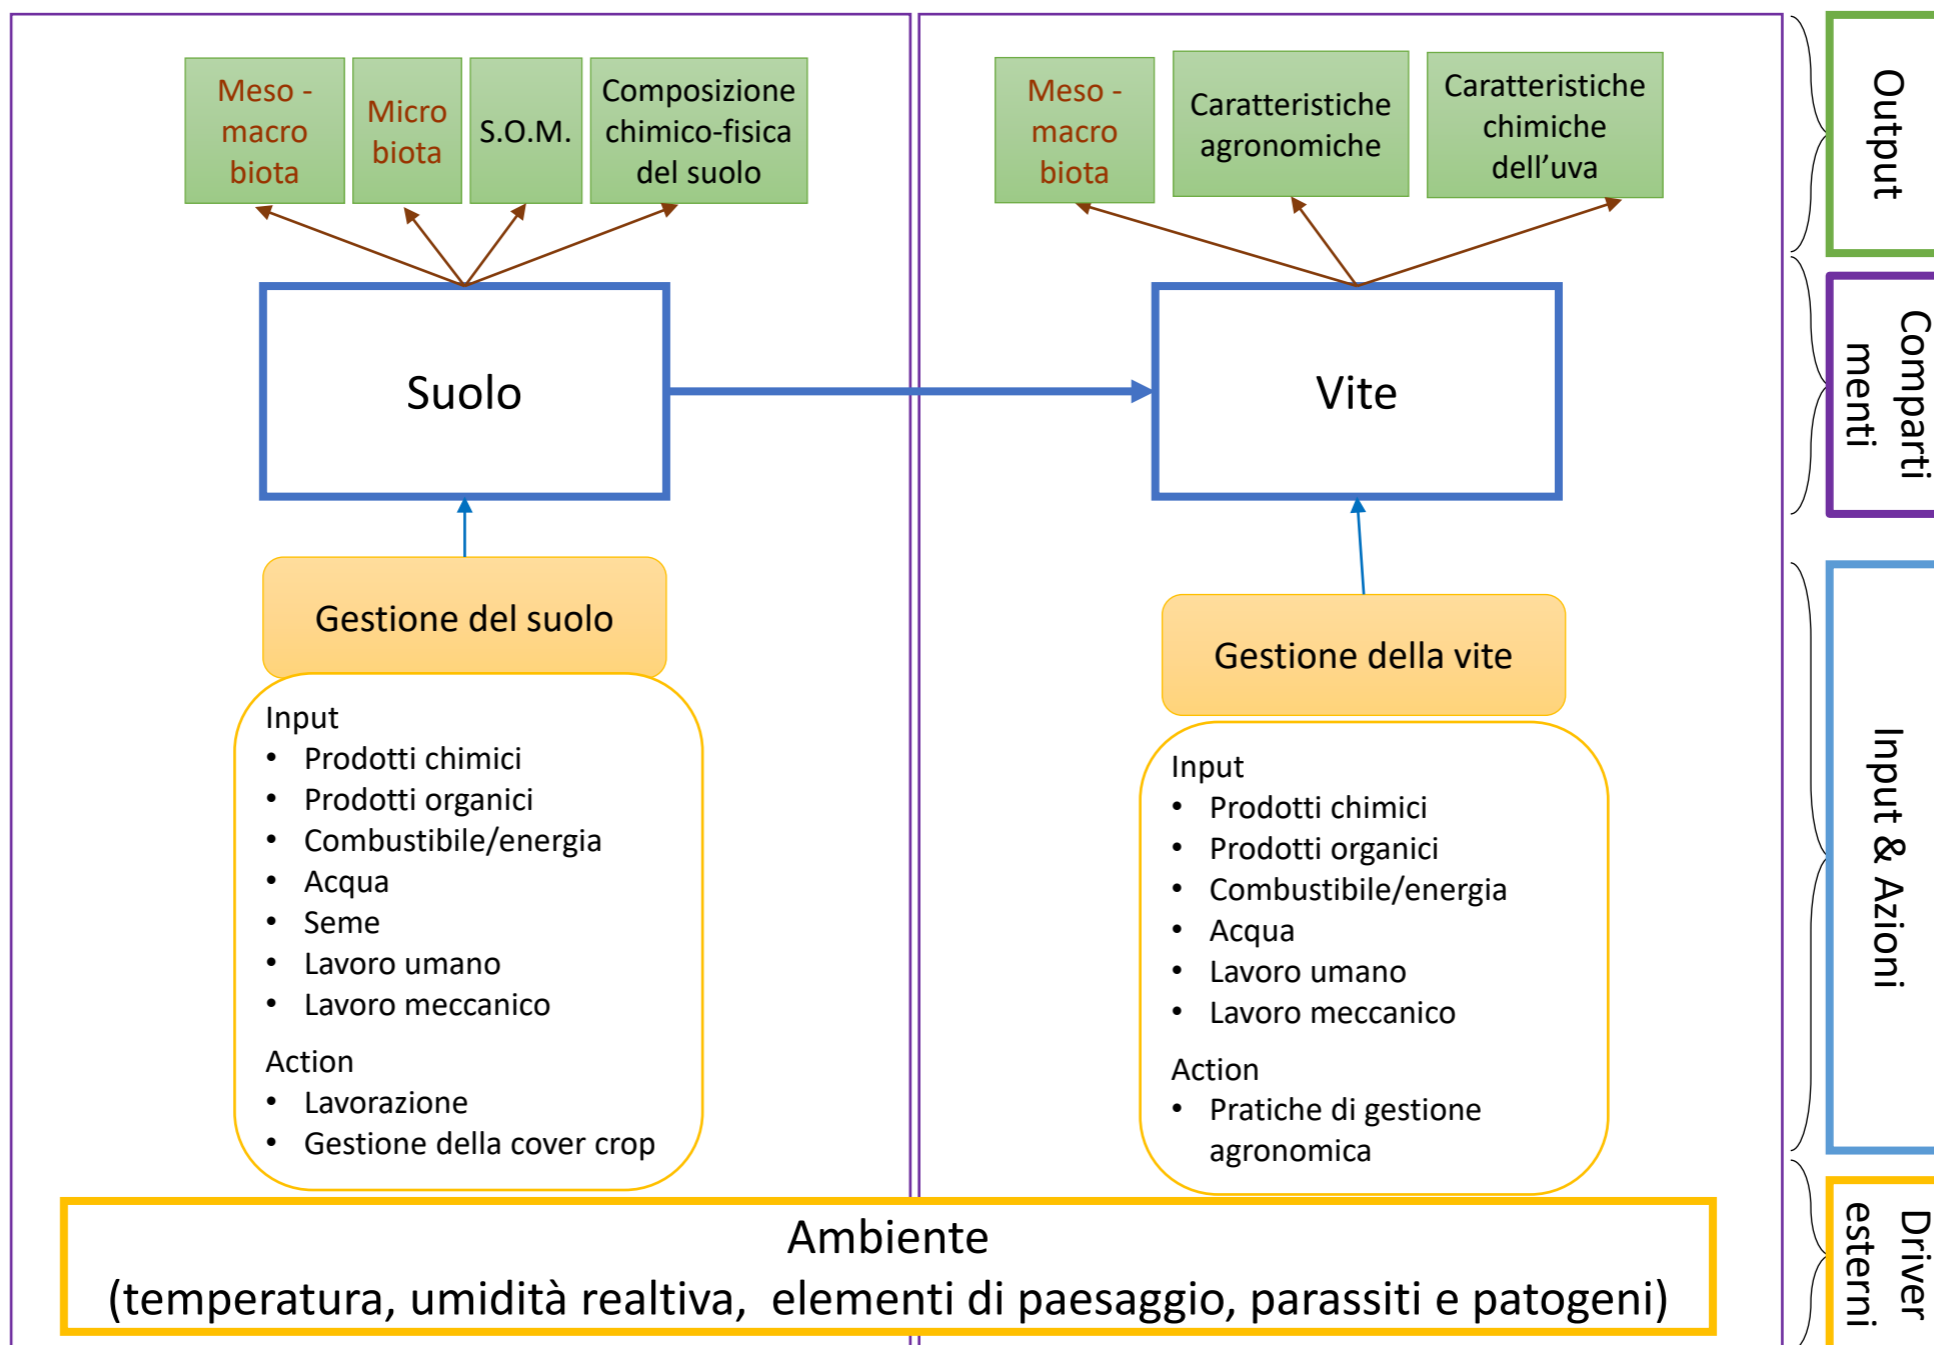 Meso -
macro
biota
Micro
biota
S.O.M.
Composizione
chimico-fisica
del suolo
Meso -
macro
biota
Caratteristiche
agronomiche
Caratteristiche
chimiche
dell’uva
Output
Suolo
Vite
Comparti
menti
Gestione del suolo
Input
• Prodotti chimici
• Prodotti organici
• Combustibile/energia
• Acqua
• Seme
• Lavoro umano
• Lavoro meccanico
Action
• Lavorazione
• Gestione della cover crop
Gestione della vite
Input
• Prodotti chimici
• Prodotti organici
• Combustibile/energia
• Acqua
• Lavoro umano
• Lavoro meccanico
Action
• Pratiche di gestione
agronomica
Input & Azioni
Ambiente
(temperatura, umidità realtiva,  elementi di paesaggio, parassiti e patogeni)
Driver
esterni